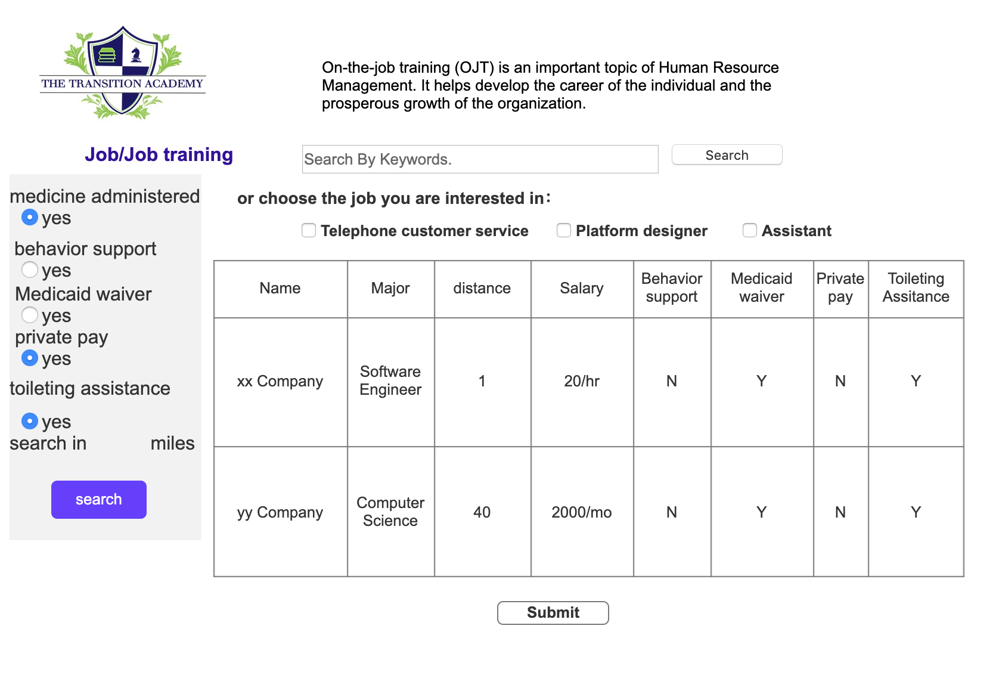 THE TRANSITION ACADEMY
On-the-job training (OJT) is an important topic of Human Resource
Management. It helps develop the career of the individual and the
prosperous growth of the organization.
Job/Job training
Search By Keywords.
Search
medicine administered
yes
behavior support
yes
Medicaid waiver
yes
private pay
yes
toileting assistance
yes
search in miles
search
or choose the job you are interested in:
Telephone customer service Platform designer Assistant
Name Major distance Salary Behavior support Medicaid waiver Private pay Toileting Assitance
xx Company Software Engineer 1 20/hr N Y N Y
yy Company Computer Science 40 2000/mo N Y N Y
Submit